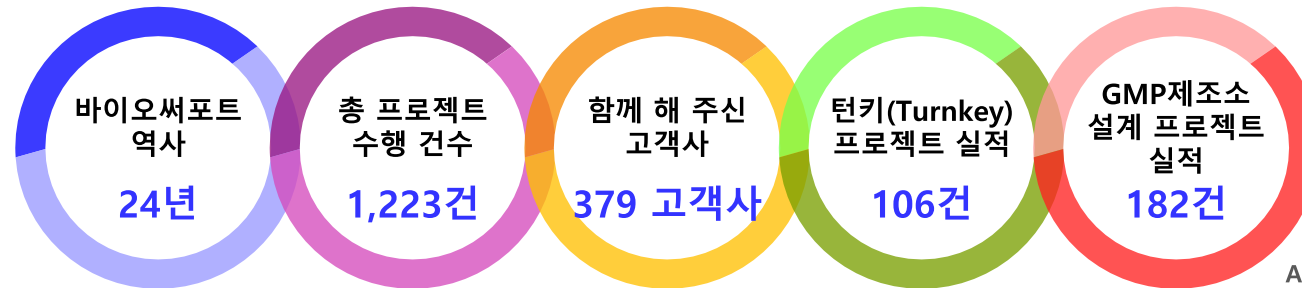 바이오써포트
역사
24년
총 프로젝트
수행 건수
1,223건
함께 해 주신
고객사
379 고객사
턴키(Turnkey)
프로젝트 실적
106건
GMP제조소
설계 프로젝트
실적
182건
A